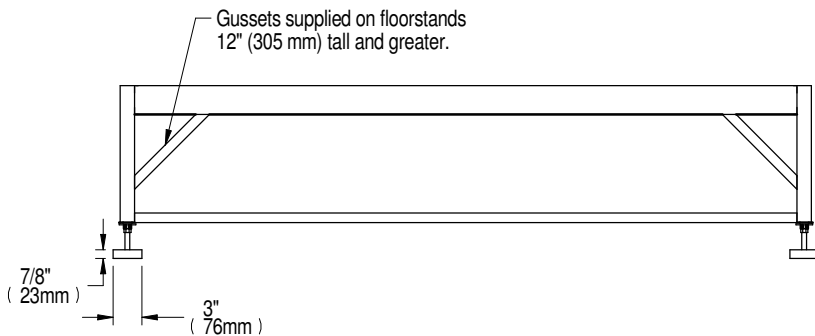 Gussets supplied on floorstands
12" (305 mm) tall and greater.
7/8"
( 23mm )
3"
( 76mm )